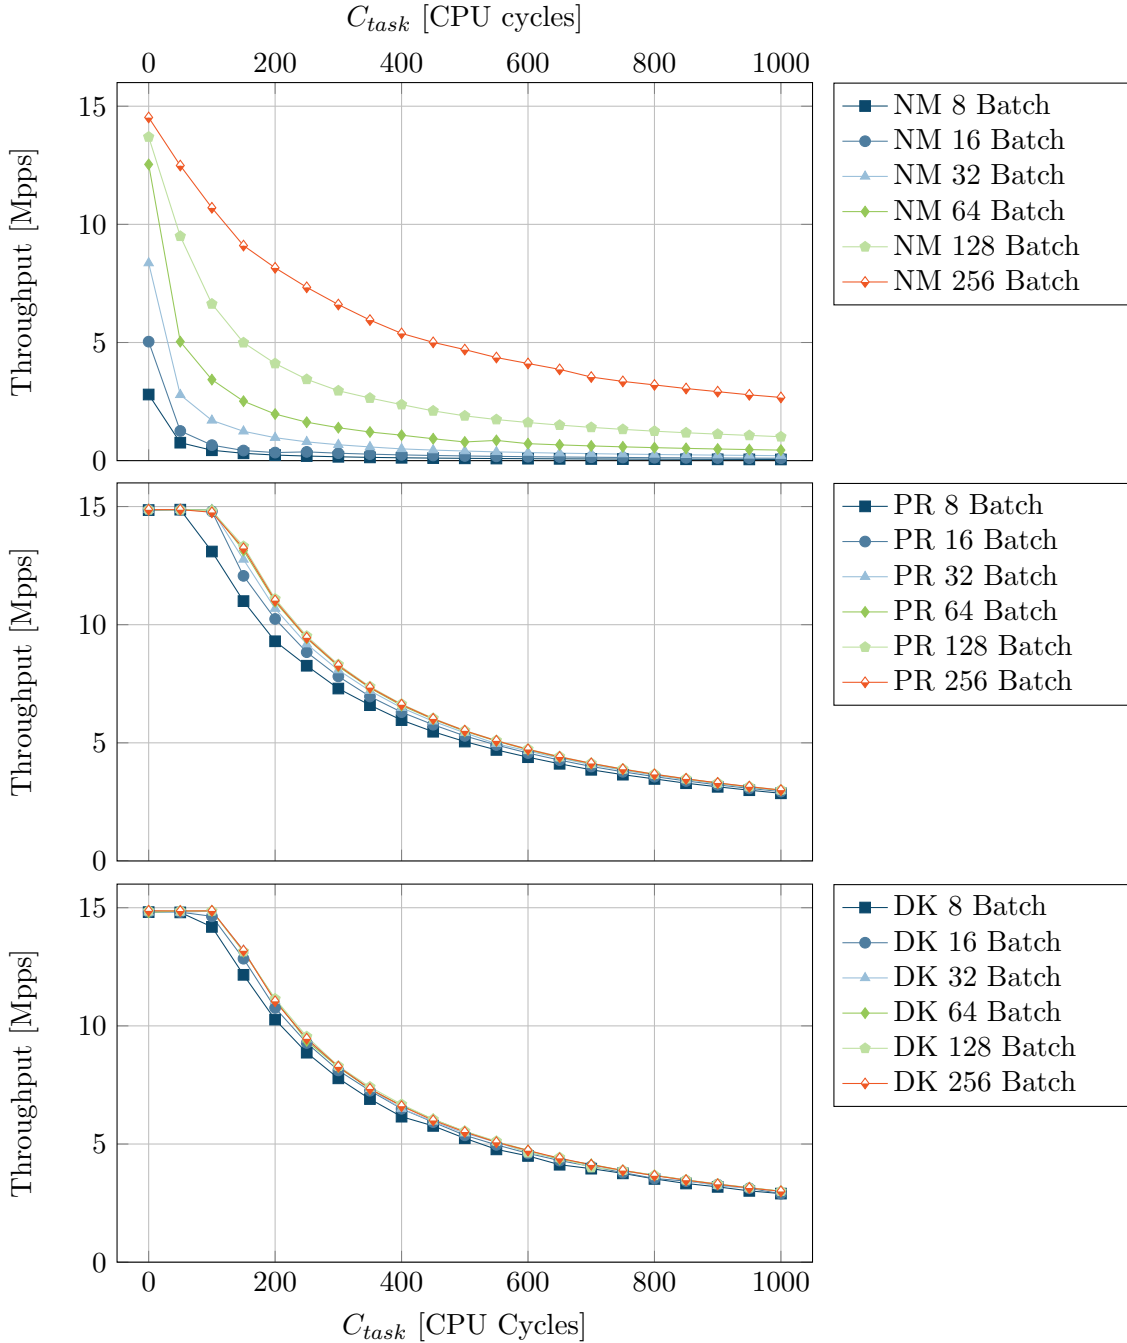 C_task [CPU cycles]
0 200 400 600 800 1000
15
10
5
0
Throughput [Mpps]
NM 8 Batch
NM 16 Batch
NM 32 Batch
NM 64 Batch
NM 128 Batch
NM 256 Batch
15
10
5
0
Throughput [Mpps]
PR 8 Batch
PR 16 Batch
PR 32 Batch
PR 64 Batch
PR 128 Batch
PR 256 Batch
15
10
5
0
Throughput [Mpps]
DK 8 Batch
DK 16 Batch
DK 32 Batch
DK 64 Batch
DK 128 Batch
DK 256 Batch
0 200 400 600 800 1000
C_task [CPU Cycles]